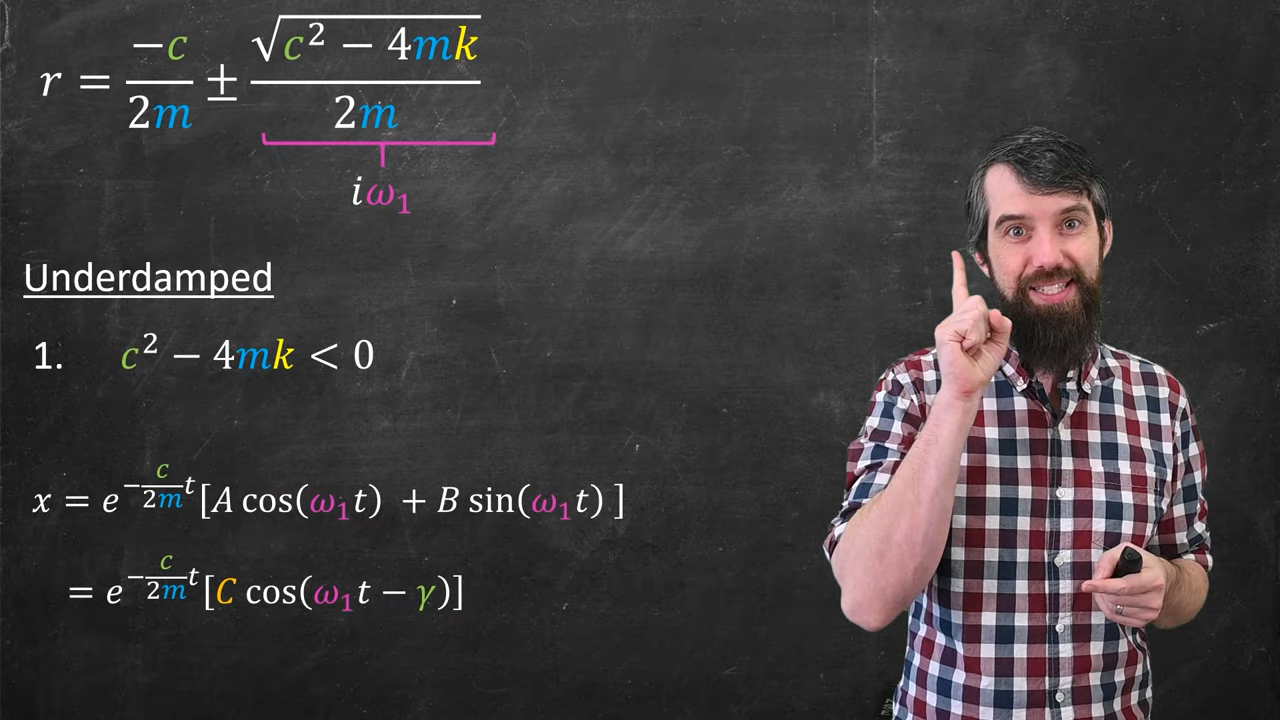 r = -c/2m ± √(c² − 4mk)/2m
iω₁
Underdamped
1. c² − 4mk < 0
x = e^(−(c/2m)t) [A cos(ω₁t) + B sin(ω₁t) ]
= e^(−(c/2m)t) [C cos(ω₁t − γ)]